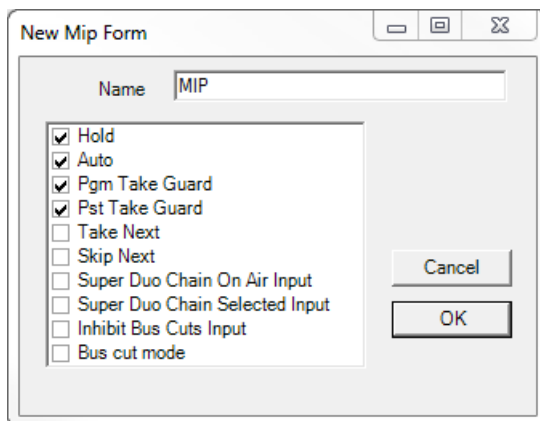 New Mip Form
Name MIP
Hold
Auto
Pgm Take Guard
Pst Take Guard
Take Next
Skip Next
Super Duo Chain On Air Input
Super Duo Chain Selected Input
Inhibit Bus Cuts Input
Bus cut mode
Cancel
OK